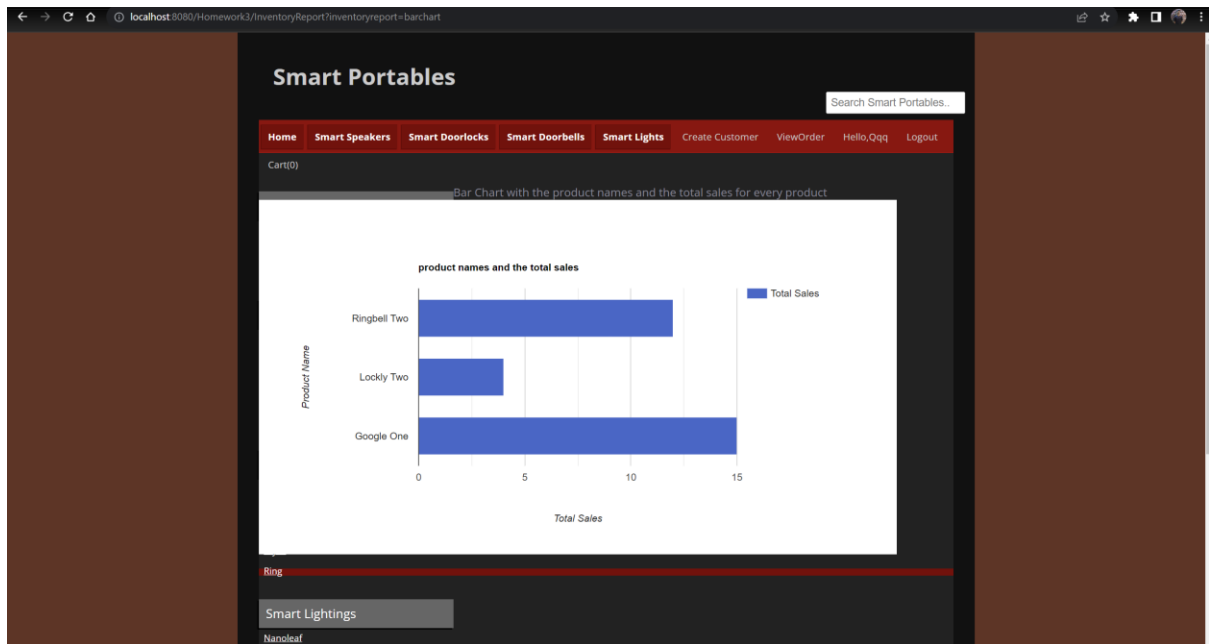 localhost:8080/Homework3/InventoryReport?inventoryreport=barchart
Smart Portables
Search Smart Portables..
Home Smart Speakers Smart Doorlocks Smart Doorbells Smart Lights Create Customer ViewOrder Hello,Qqq Logout
Cart(0)
Bar Chart with the product names and the total sales for every product
product names and the total sales
Total Sales
Product Name
Ringbell Two
Lockly Two
Google One
0 5 10 15
Total Sales
Ring
Smart Lightings
Nanoleaf